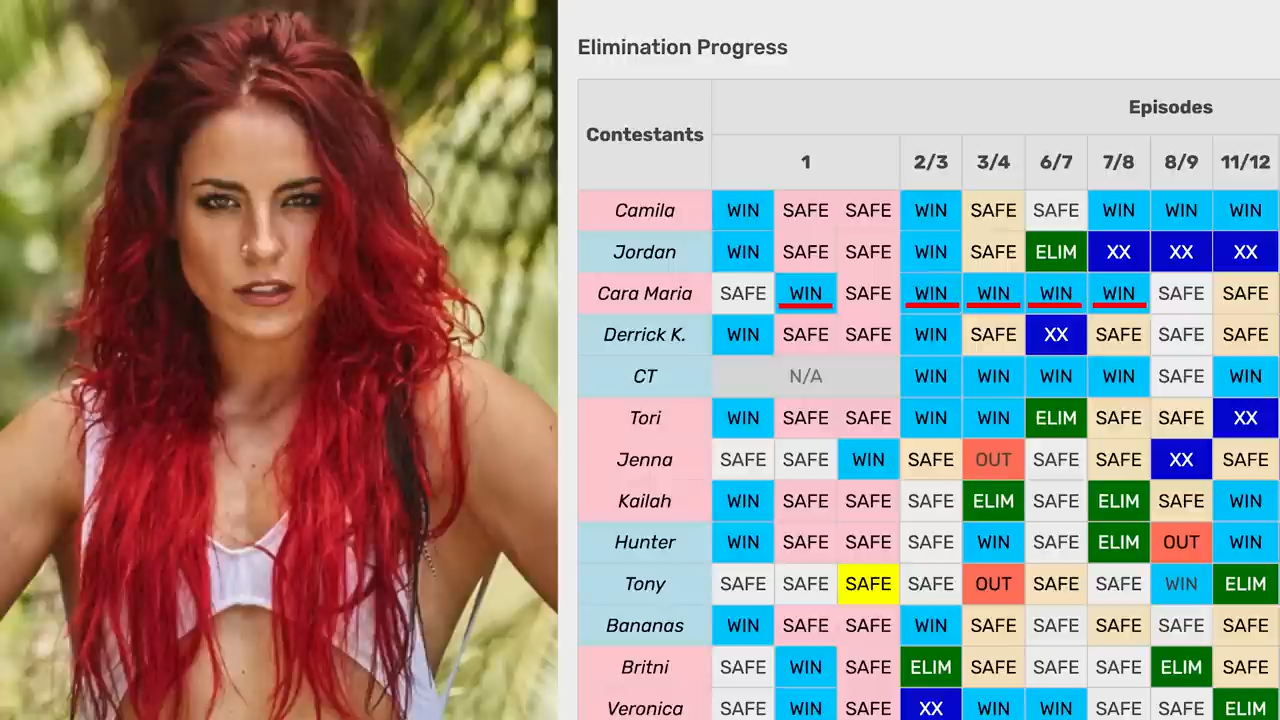 Elimination Progress
Contestants Episodes
1 2/3 3/4 6/7 7/8 8/9 11/12
Camila WIN SAFE SAFE WIN SAFE SAFE WIN WIN WIN
Jordan WIN SAFE SAFE WIN SAFE ELIM XX XX XX
Cara Maria SAFE WIN SAFE WIN WIN WIN WIN SAFE SAFE
Derrick K. WIN SAFE SAFE WIN SAFE XX SAFE SAFE SAFE
CT N/A WIN WIN WIN WIN SAFE WIN
Tori WIN SAFE SAFE WIN WIN ELIM SAFE SAFE XX
Jenna SAFE SAFE WIN SAFE OUT SAFE SAFE XX SAFE
Kailah WIN SAFE SAFE SAFE ELIM SAFE ELIM SAFE WIN
Hunter WIN SAFE SAFE SAFE WIN SAFE ELIM OUT WIN
Tony SAFE SAFE SAFE SAFE OUT SAFE SAFE WIN ELIM
Bananas WIN SAFE SAFE WIN SAFE SAFE SAFE SAFE SAFE
Britni SAFE WIN SAFE ELIM SAFE SAFE SAFE ELIM SAFE
Veronica SAFE WIN SAFE XX WIN WIN SAFE SAFE ELIM